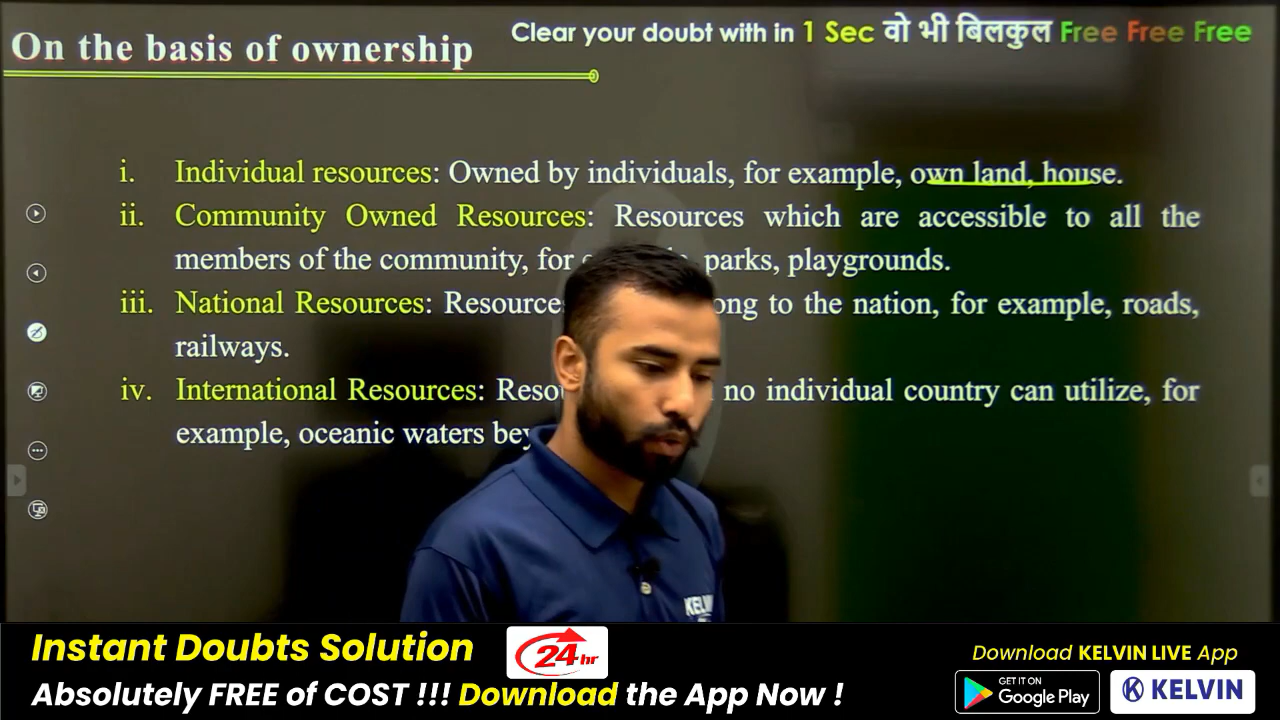 On the basis of ownership
Clear your doubt with in 1 Sec वो भी बिलकुल Free Free Free
i. Individual resources: Owned by individuals, for example, own land, house.
ii. Community Owned Resources: Resources which are accessible to all the
members of the community, for parks, playgrounds.
iii. National Resources: to the nation, for example, roads,
railways.
iv. International Resources: no individual country can utilize, for
example, oceanic waters
Instant Doubts Solution
24hr
Absolutely FREE of COST !!! Download the App Now !
Download KELVIN LIVE App
GET IT ON
Google Play
KELVIN